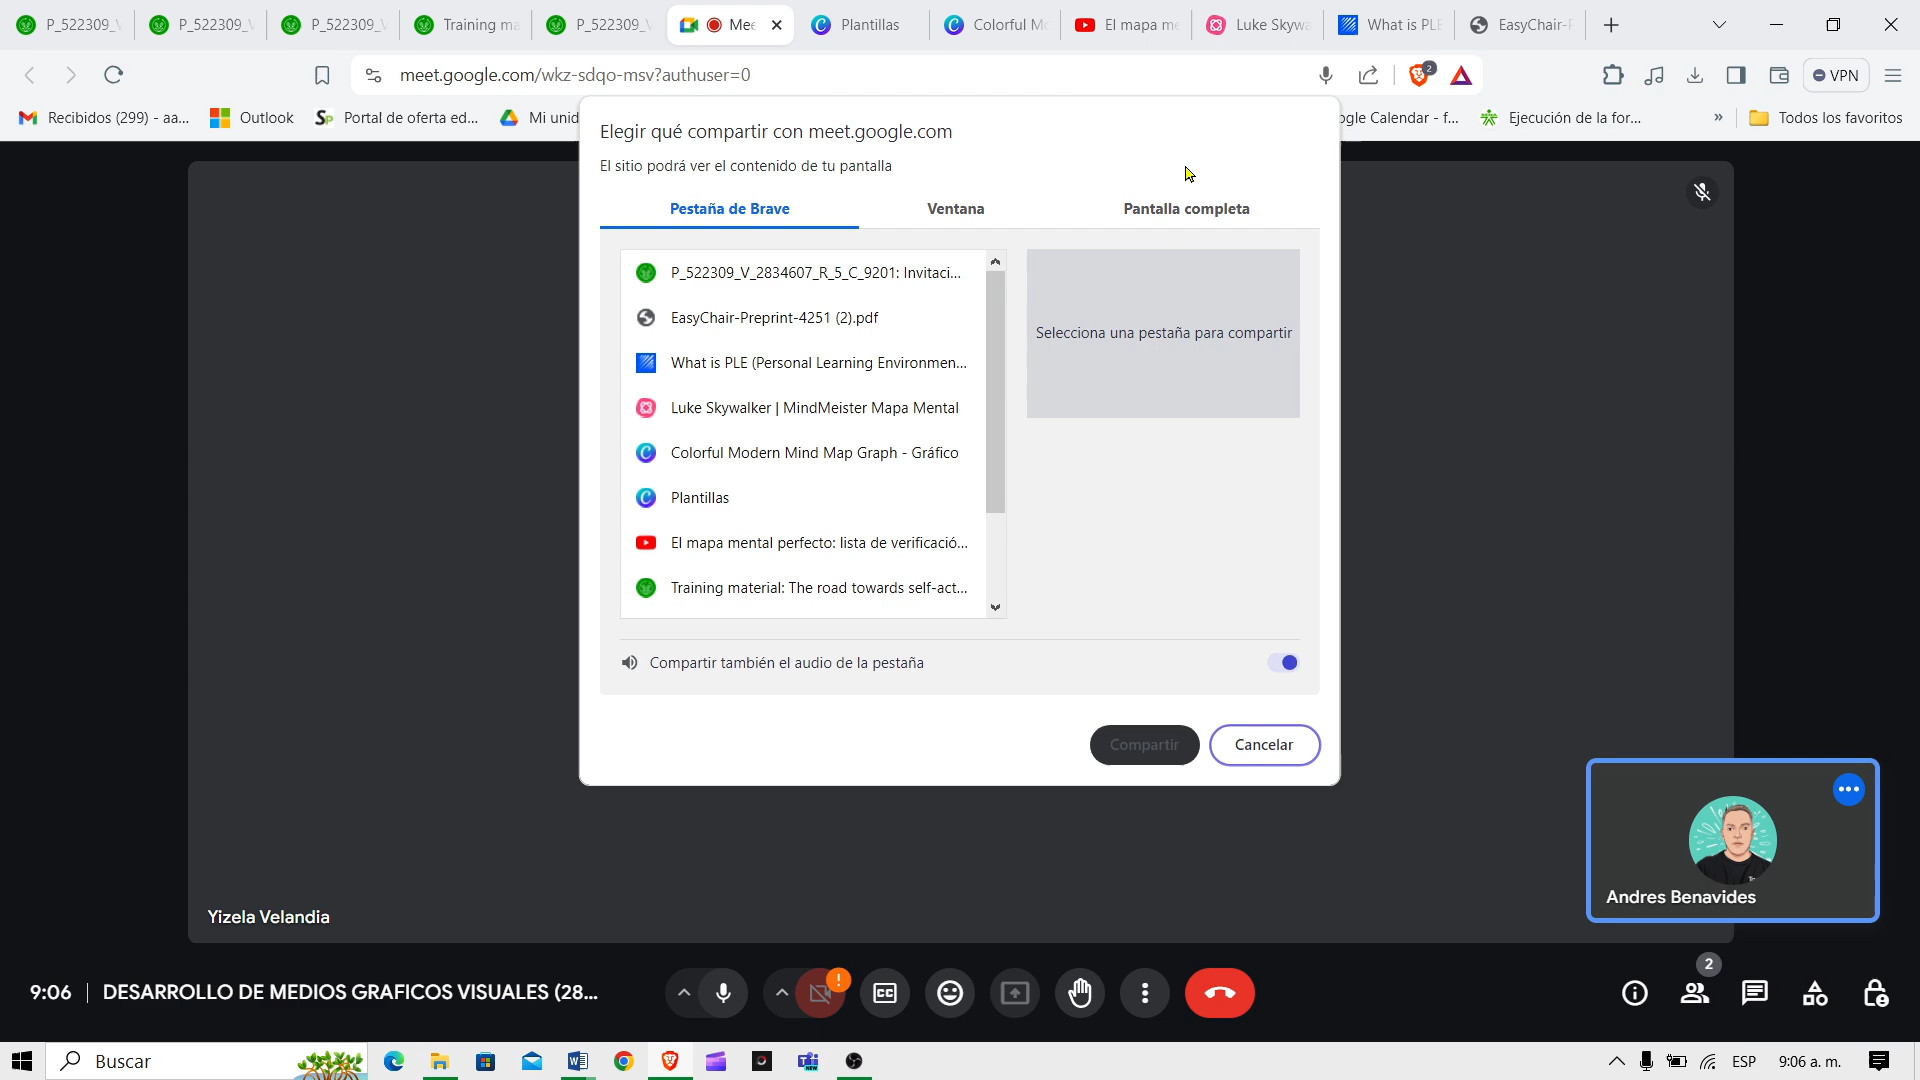 P_522309_V
P_522309_V
P_522309_V
Training ma
P_522309_V
Mee
Plantillas
Colorful Mo
El mapa me
Luke Skywa
What is PLE
EasyChair-P
meet.google.com/wkz-sdqo-msv?authuser=0
2
VPN
Recibidos (299) - aa...
Outlook
Portal de oferta ed...
Mi unid
ogle Calendar - f...
Ejecución de la for...
»
Todos los favoritos
Elegir qué compartir con meet.google.com
El sitio podrá ver el contenido de tu pantalla
Pestaña de Brave
Ventana
Pantalla completa
P_522309_V_2834607_R_5_C_9201: Invitaci...
EasyChair-Preprint-4251 (2).pdf
What is PLE (Personal Learning Environmen...
Luke Skywalker | MindMeister Mapa Mental
Colorful Modern Mind Map Graph - Gráfico
Plantillas
El mapa mental perfecto: lista de verificació...
Training material: The road towards self-act...
Selecciona una pestaña para compartir
Compartir también el audio de la pestaña
Compartir
Cancelar
Yizela Velandia
Andres Benavides
9:06 | DESARROLLO DE MEDIOS GRAFICOS VISUALES (28...
2
Buscar
ESP
9:06 a. m.